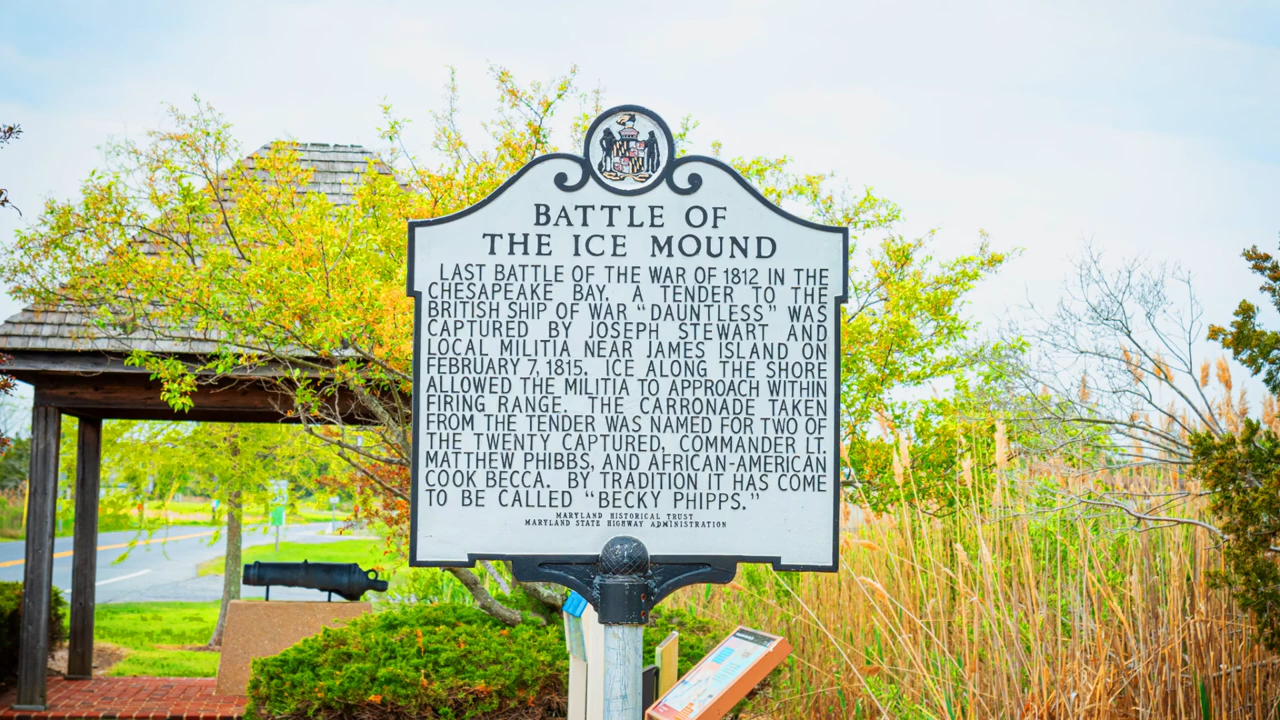 BATTLE OF
THE ICE MOUND
LAST BATTLE OF THE WAR OF 1812 IN THE
CHESAPEAKE BAY. A TENDER TO THE
BRITISH SHIP OF WAR "DAUNTLESS" WAS
CAPTURED BY JOSEPH STEWART AND
LOCAL MILITIA NEAR JAMES ISLAND ON
FEBRUARY 7, 1815. ICE ALONG THE SHORE
ALLOWED THE MILITIA TO APPROACH WITHIN
FIRING RANGE. THE CARRONADE TAKEN
FROM THE TENDER WAS NAMED FOR TWO OF
THE TWENTY CAPTURED, COMMANDER LT.
MATTHEW PHIBBS, AND AFRICAN-AMERICAN
COOK BECCA. BY TRADITION IT HAS COME
TO BE CALLED "BECKY PHIPPS."
MARYLAND HISTORICAL TRUST
MARYLAND STATE HIGHWAY ADMINISTRATION